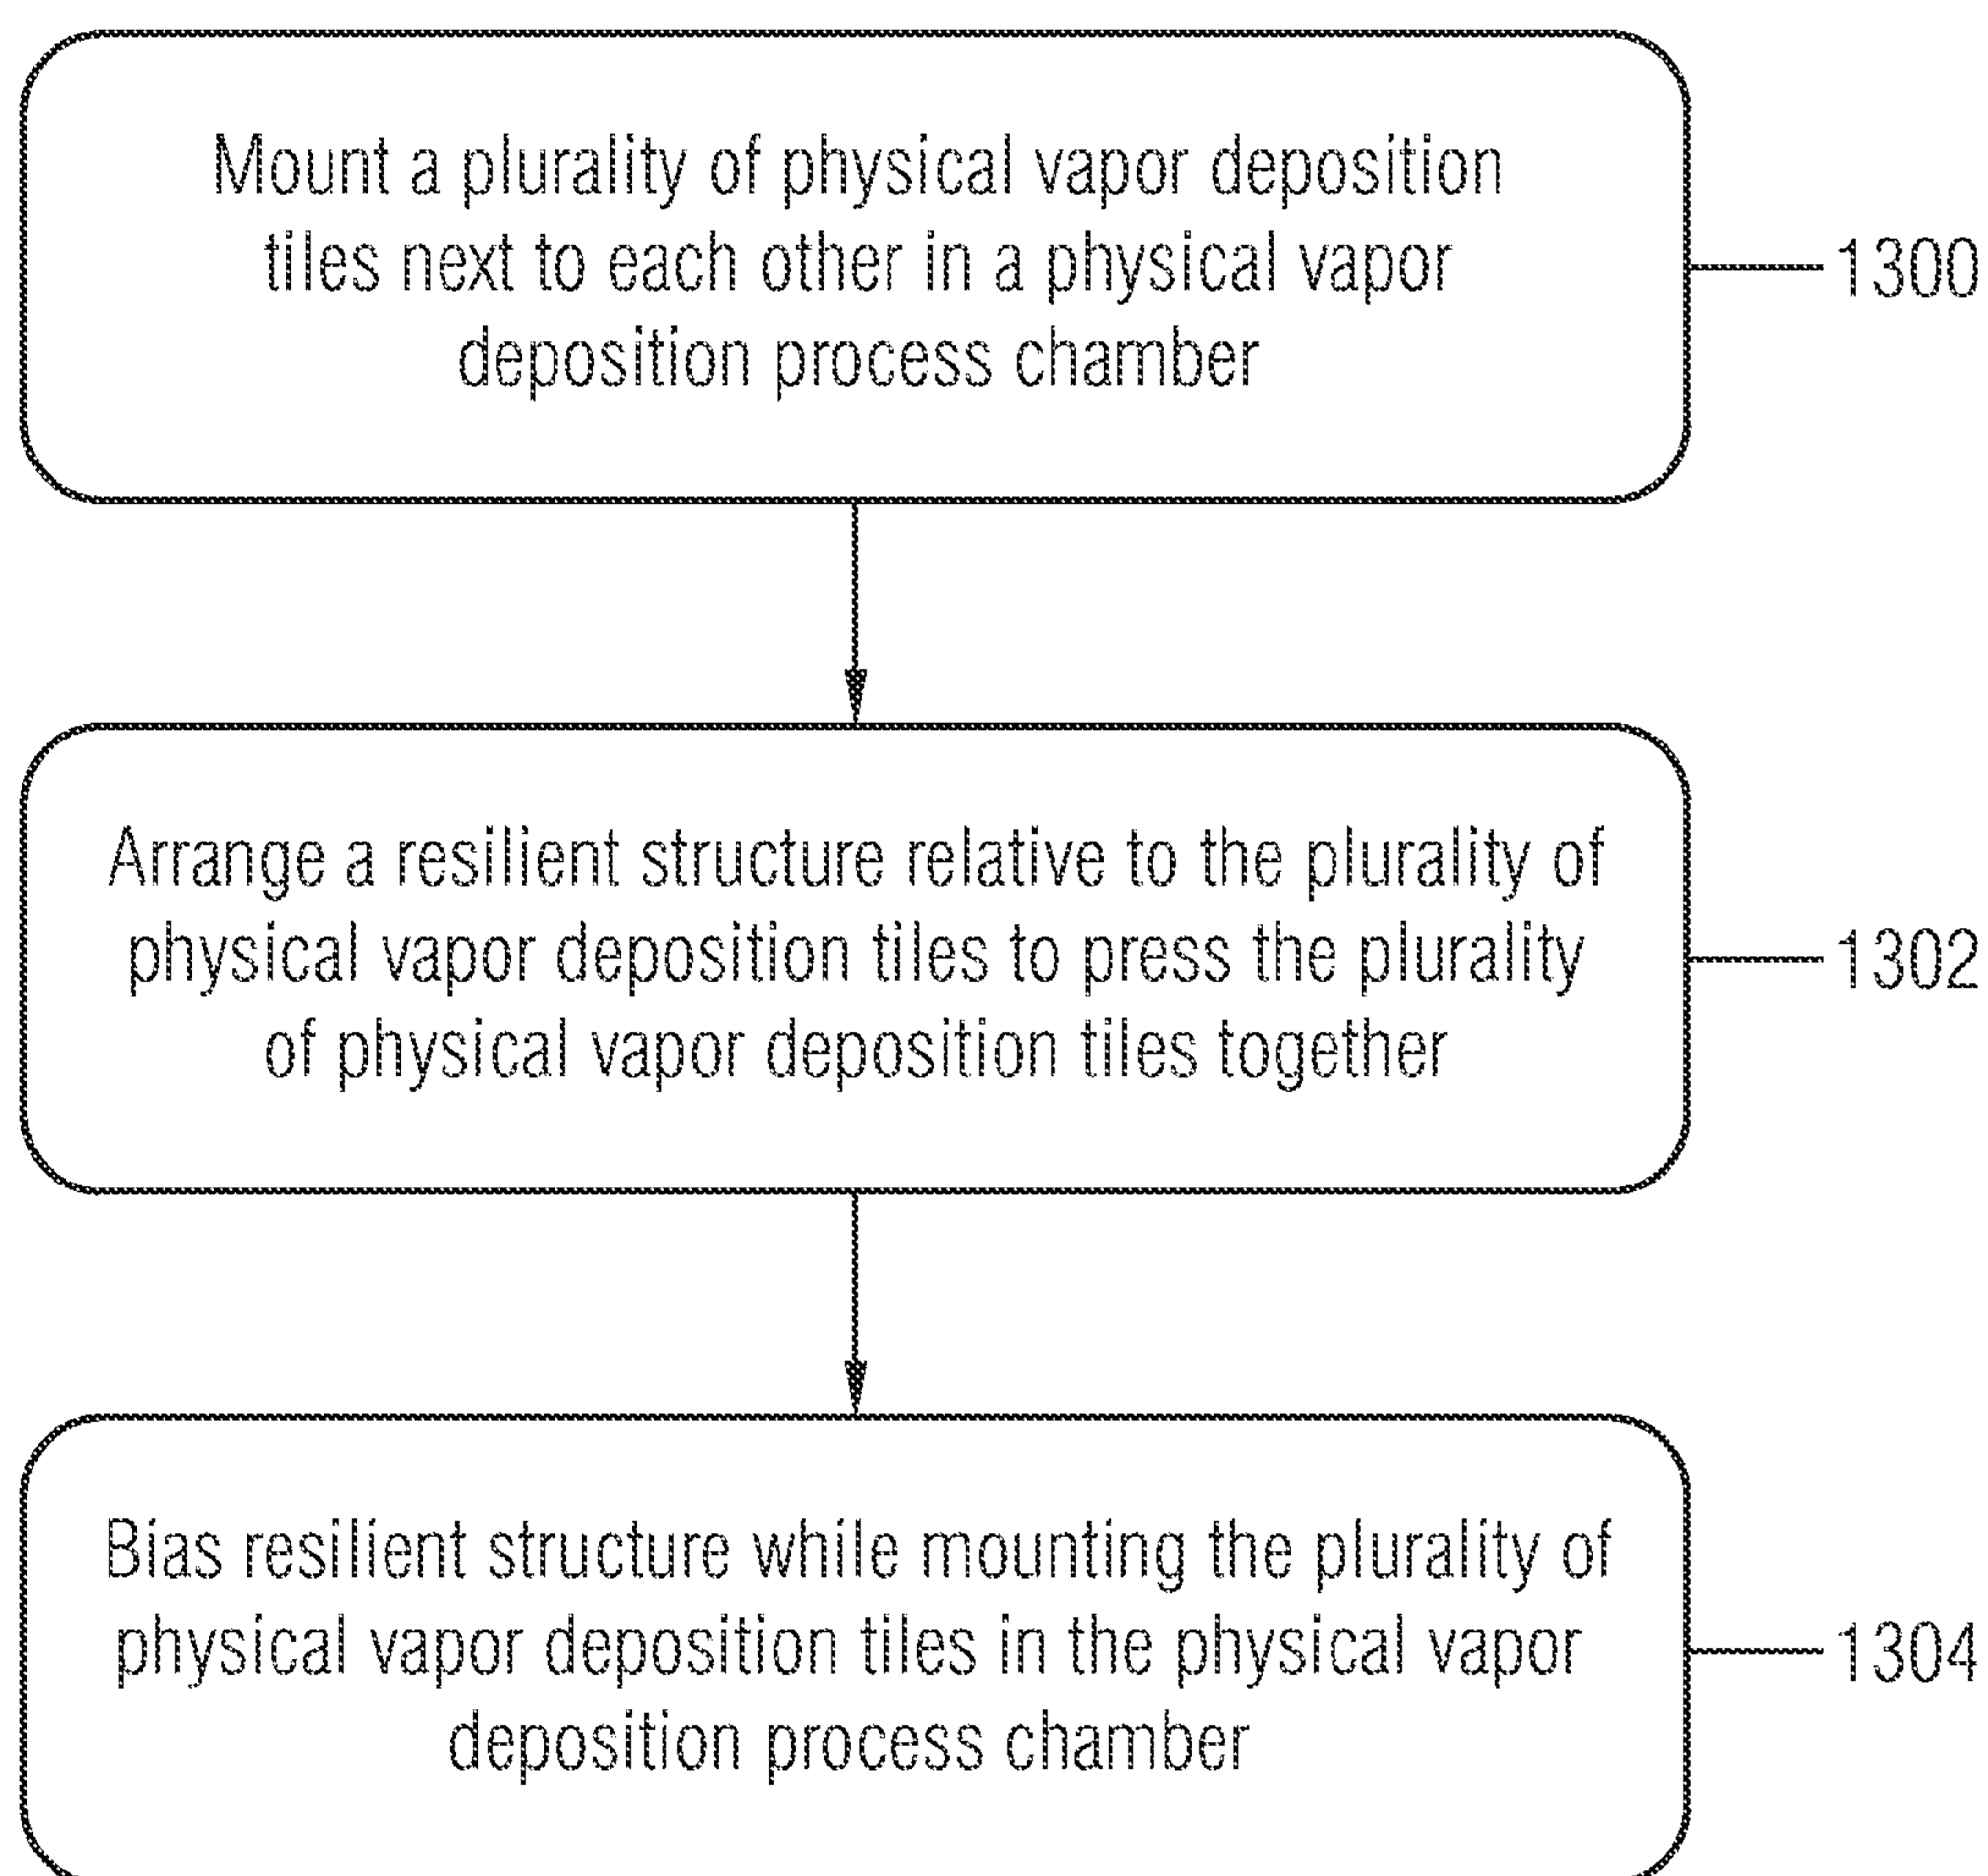 Mount a plurality of physical vapor deposition
tiles next to each other in a physical vapor
deposition process chamber
1300
Arrange a resilient structure relative to the plurality of
physical vapor deposition tiles to press the plurality
of physical vapor deposition tiles together
1302
Bias resilient structure while mounting the plurality of
physical vapor deposition tiles in the physical vapor
deposition process chamber
1304